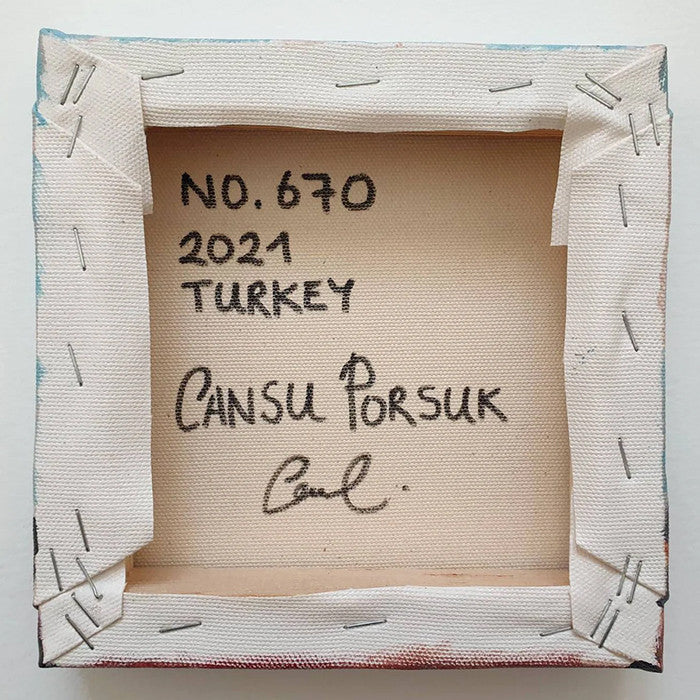 NO. 670
2021
TURKEY
CANSU PORSUK